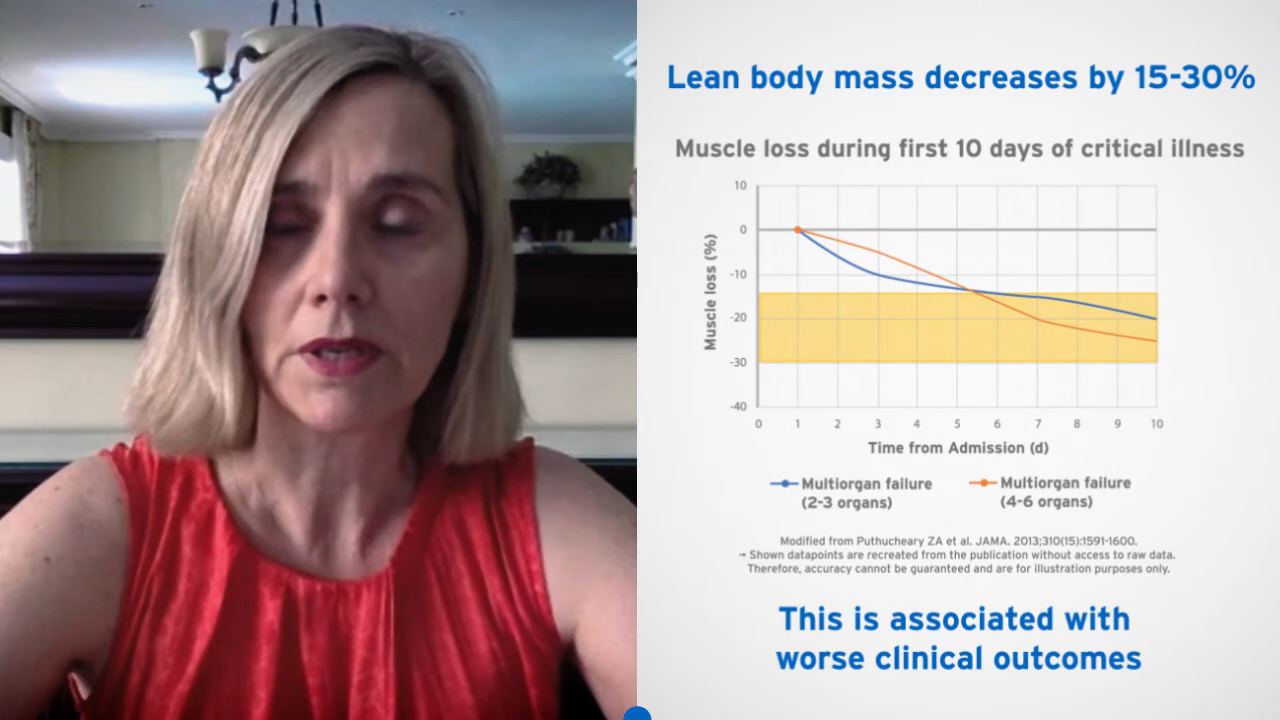 Lean body mass decreases by 15-30%
Muscle loss during first 10 days of critical illness
10
0
-10
-20
-30
-40
Muscle loss (%)
0 1 2 3 4 5 6 7 8 9 10
Time from Admission (d)
Multiorgan failure
(2-3 organs)
Multiorgan failure
(4-6 organs)
Modified from Puthucheary ZA et al. JAMA. 2013;310(15):1591-1600.
→ Shown datapoints are recreated from the publication without access to raw data.
Therefore, accuracy cannot be guaranteed and are for illustration purposes only.
This is associated with
worse clinical outcomes